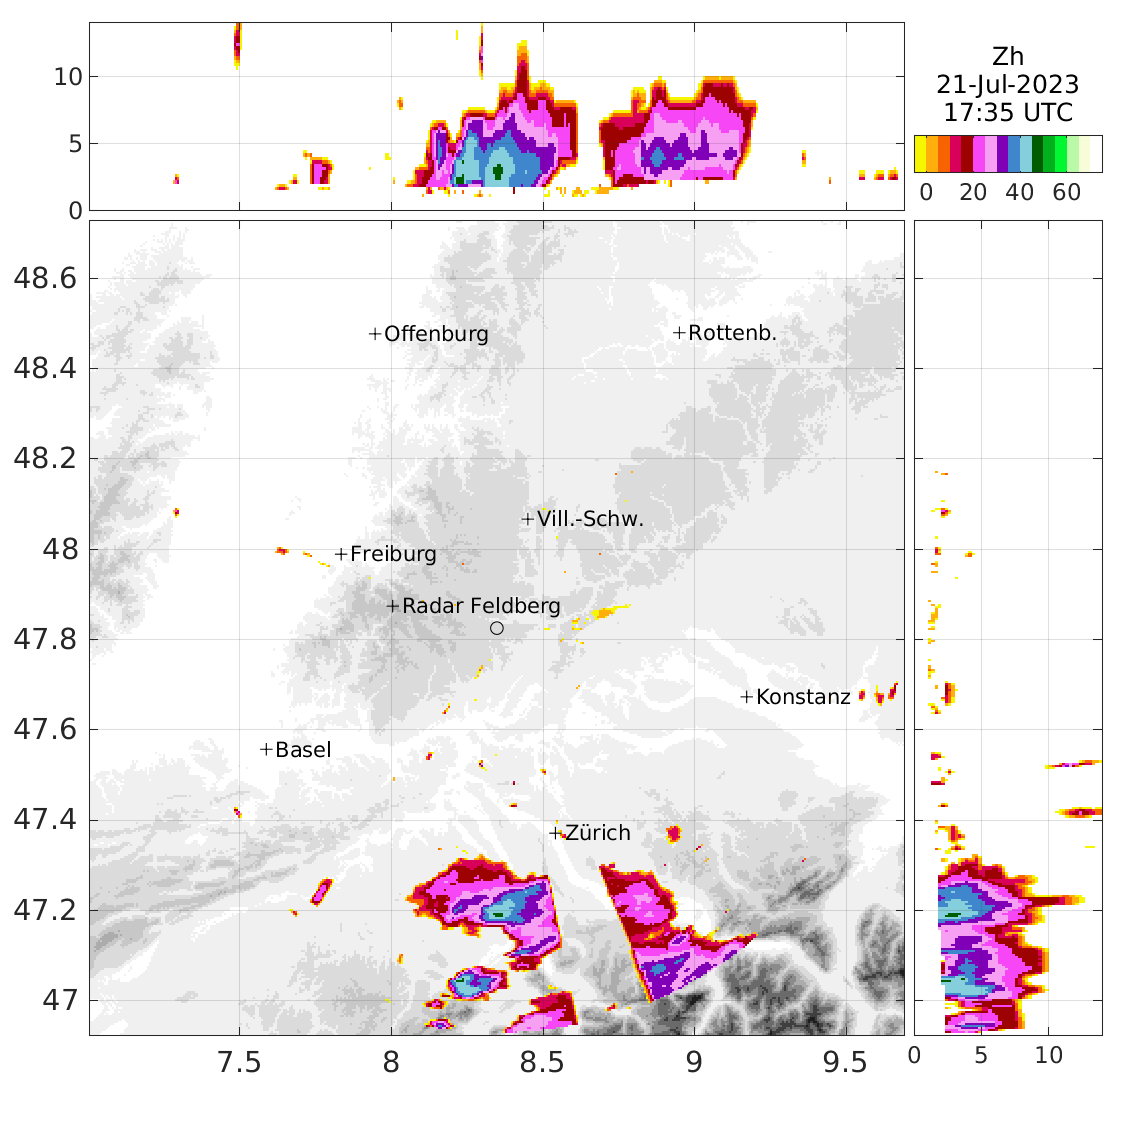 Zh
21-Jul-2023
17:35 UTC
0 20 40 60
10
5
0
48.6
48.4
48.2
48
47.8
47.6
47.4
47.2
47
+Offenburg
+Rottenb.
+Vill.-Schw.
+Freiburg
+Radar Feldberg
+Konstanz
+Basel
+Zürich
7.5 8 8.5 9 9.5
0 5 10